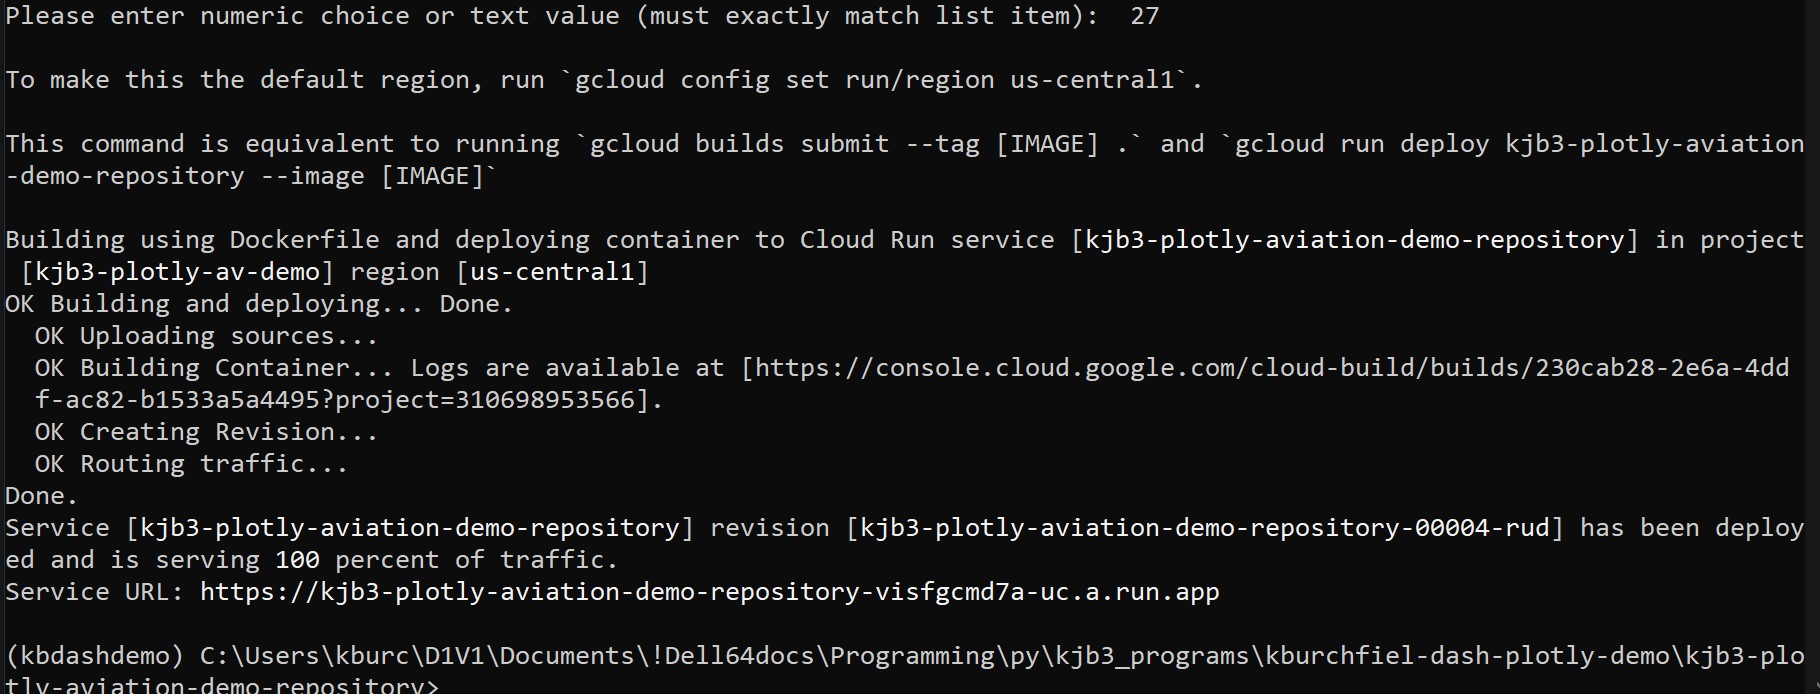 Please enter numeric choice or text value (must exactly match list item):  27
To make this the default region, run `gcloud config set run/region us-central1`.
This command is equivalent to running `gcloud builds submit --tag [IMAGE] .` and `gcloud run deploy kjb3-plotly-aviation
-demo-repository --image [IMAGE]`
Building using Dockerfile and deploying container to Cloud Run service [kjb3-plotly-aviation-demo-repository] in project
[kjb3-plotly-av-demo] region [us-central1]
OK Building and deploying... Done.
OK Uploading sources...
OK Building Container... Logs are available at [https://console.cloud.google.com/cloud-build/builds/230cab28-2e6a-4dd
f-ac82-b1533a5a4495?project=310698953566].
OK Creating Revision...
OK Routing traffic...
Done.
Service [kjb3-plotly-aviation-demo-repository] revision [kjb3-plotly-aviation-demo-repository-00004-rud] has been deploy
ed and is serving 100 percent of traffic.
Service URL: https://kjb3-plotly-aviation-demo-repository-visfgcmd7a-uc.a.run.app
(kbdashdemo) C:\Users\kburc\D1V1\Documents\!Dell64docs\Programming\py\kjb3_programs\kburchfiel-dash-plotly-demo\kjb3-plo
tly-aviation-demo-repository>